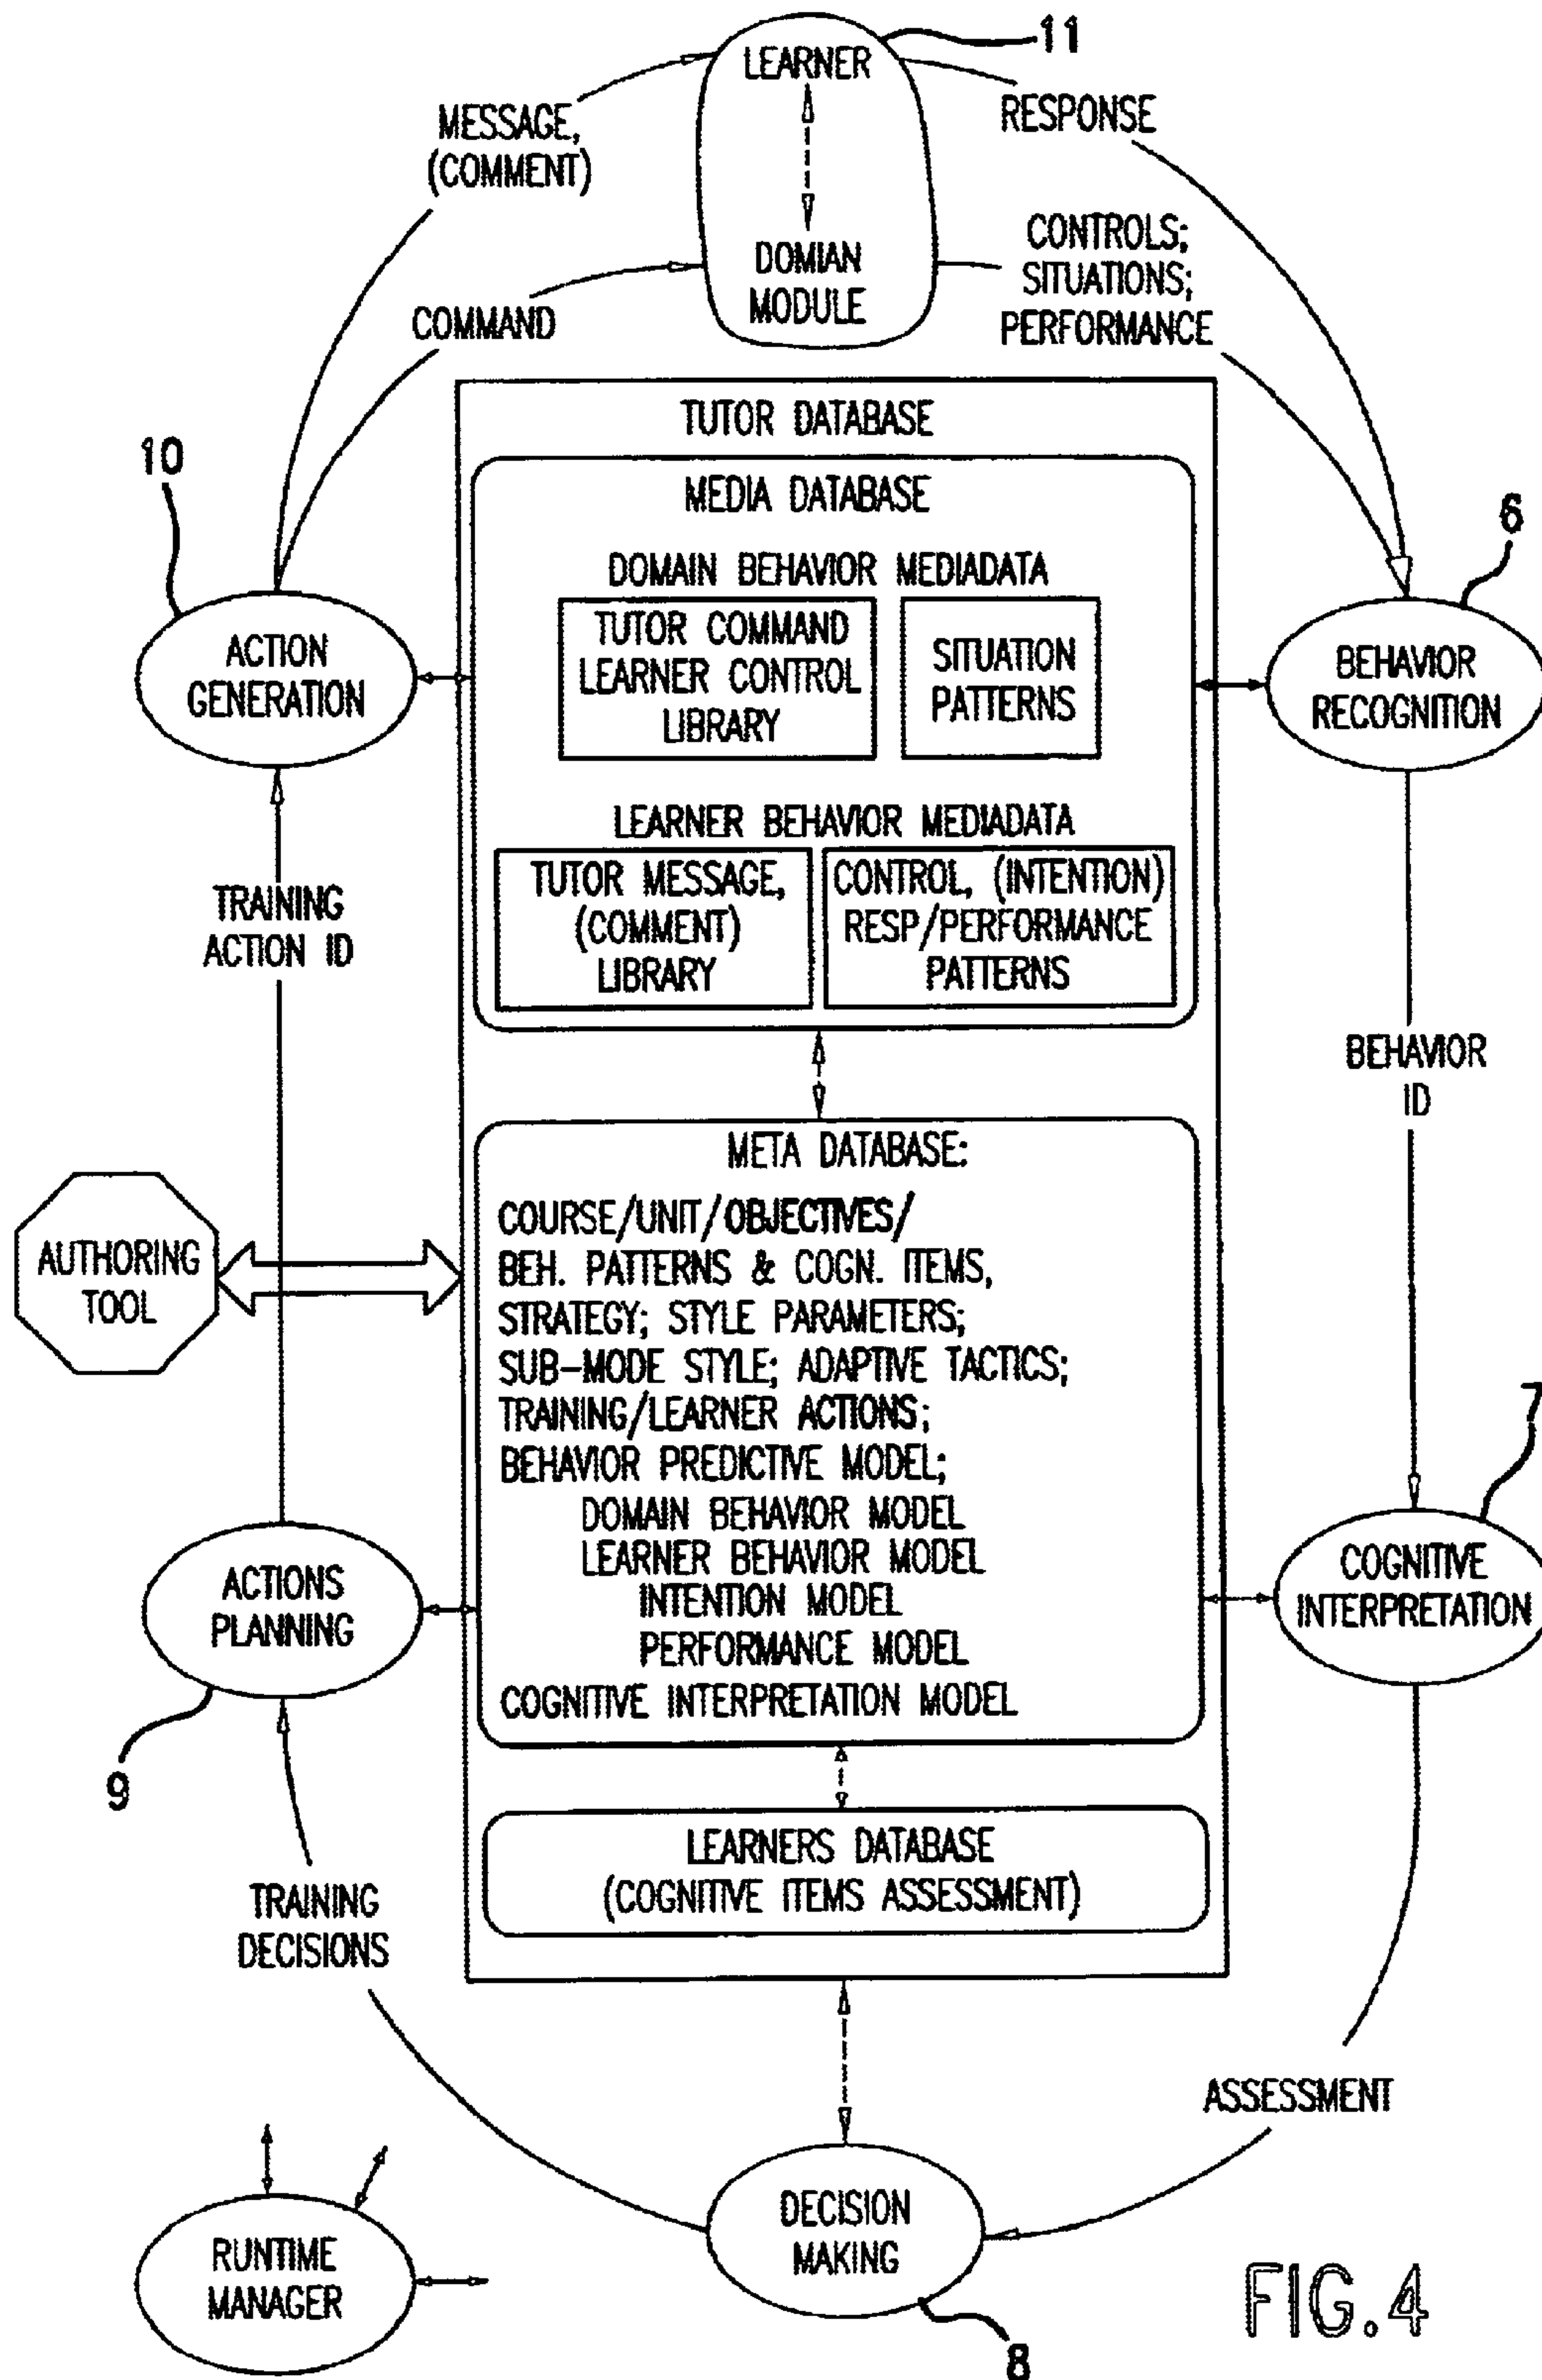 11
LEARNER
MESSAGE,
(COMMENT)
RESPONSE
DOMIAN
MODULE
CONTROLS;
SITUATIONS;
PERFORMANCE
COMMAND
TUTOR DATABASE
MEDIA DATABASE
DOMAIN BEHAVIOR MEDIADATA
TUTOR COMMAND
LEARNER CONTROL
LIBRARY
SITUATION
PATTERNS
LEARNER BEHAVIOR MEDIADATA
TUTOR MESSAGE,
(COMMENT)
LIBRARY
CONTROL, (INTENTION)
RESP/PERFORMANCE
PATTERNS
10
ACTION
GENERATION
6
BEHAVIOR
RECOGNITION
TRAINING
ACTION ID
BEHAVIOR
ID
META DATABASE:
COURSE/UNIT/OBJECTIVES/
BEH. PATTERNS & COGN. ITEMS,
STRATEGY; STYLE PARAMETERS;
SUB-MODE STYLE; ADAPTIVE TACTICS;
TRAINING/LEARNER ACTIONS;
BEHAVIOR PREDICTIVE MODEL;
DOMAIN BEHAVIOR MODEL
LEARNER BEHAVIOR MODEL
INTENTION MODEL
PERFORMANCE MODEL
COGNITIVE INTERPRETATION MODEL
AUTHORING
TOOL
7
COGNITIVE
INTERPRETATION
ACTIONS
PLANNING
9
LEARNERS DATABASE
(COGNITIVE ITEMS ASSESSMENT)
TRAINING
DECISIONS
ASSESSMENT
DECISION
MAKING
8
RUNTIME
MANAGER
FIG.4